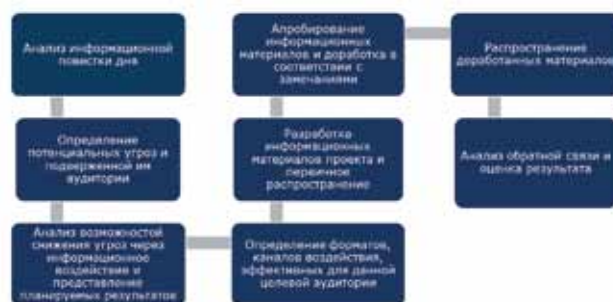 Анализ информационной
повистки дня
Определение
потенциальных угроз и
подверженной им
аудитории
Анализ возможностей
снижения угроз через
информационное
воздействие и
представление
планируемых результатов
Определение форматов,
каналов воздействия,
эффективных для данной
целевой аудитории
Разработка
информационных
материалов проекта и
первичное
распространение
Апробирование
информационных
материалов и доработка в
соответствии с
замечаниями
Распространение
доработанных материалов
Анализ обратной связи и
оценка результата